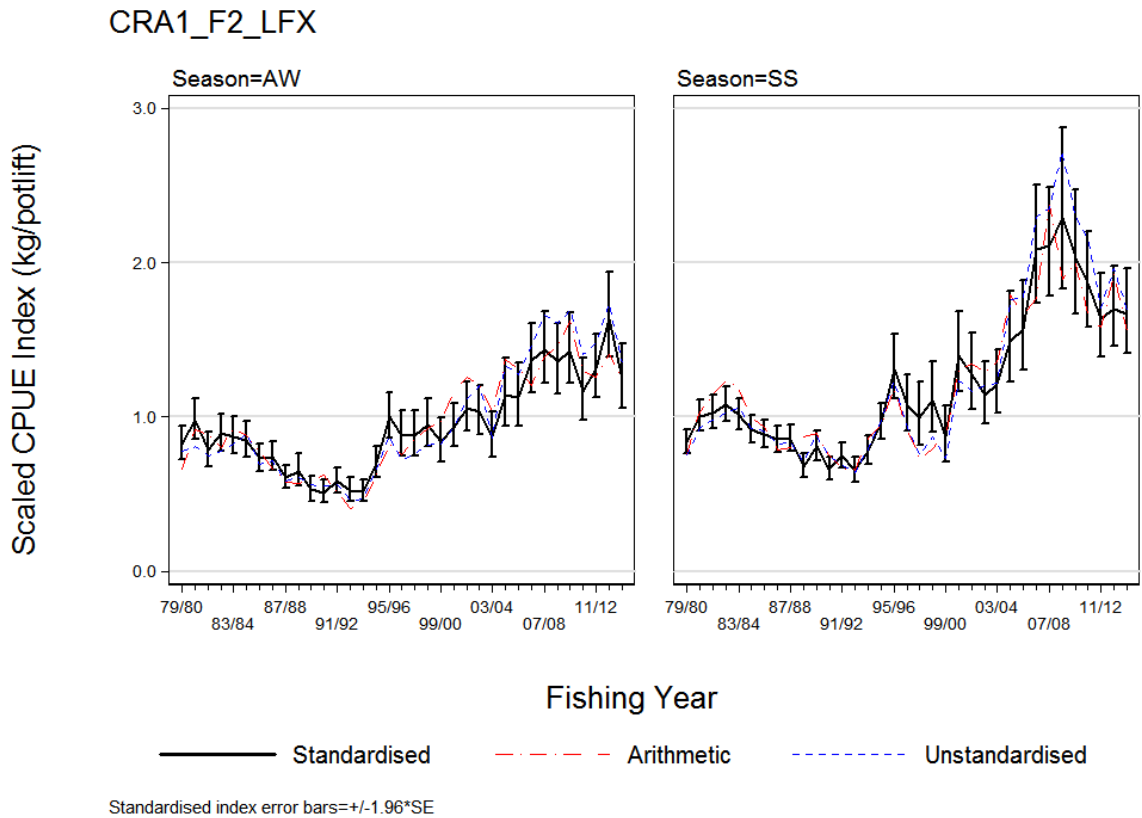 CRA1_F2_LFX
Season=AW
Season=SS
Scaled CPUE Index (kg/potlift)
3.0
2.0
1.0
0.0
79/80 87/88 95/96 03/04 11/12
83/84 91/92 99/00 07/08
79/80 87/88 95/96 03/04 11/12
83/84 91/92 99/00 07/08
Fishing Year
Standardised Arithmetic Unstandardised
Standardised index error bars=+/-1.96*SE